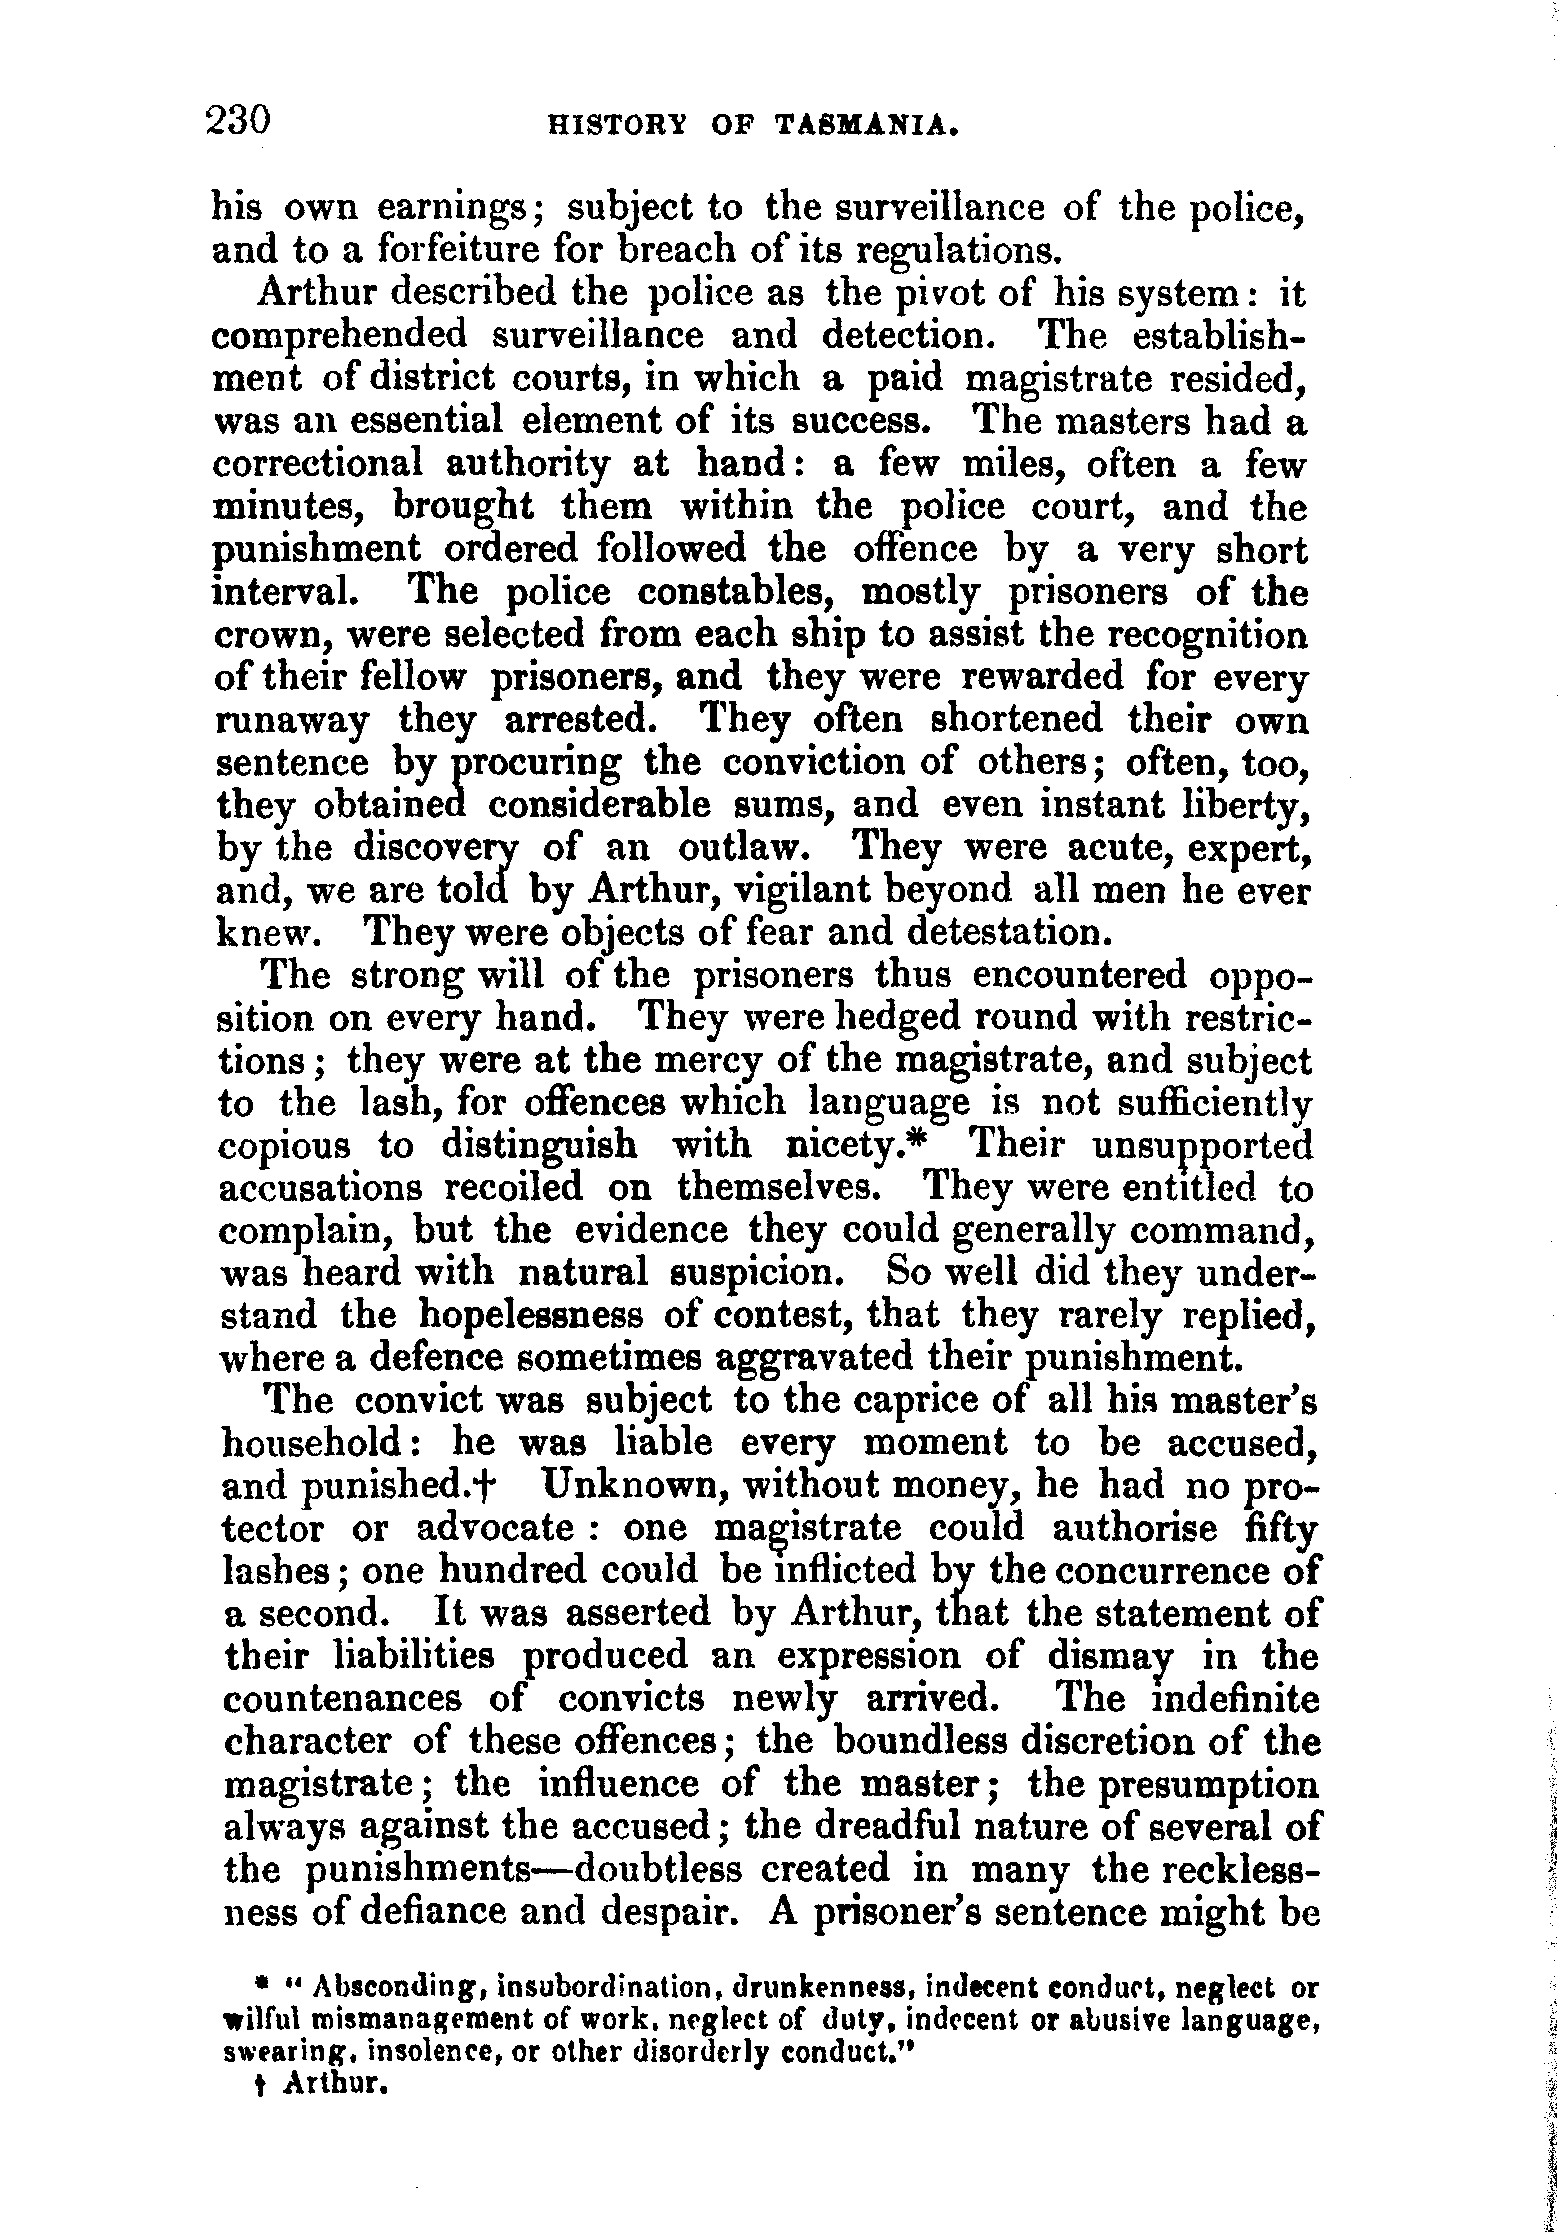 230 HISTORY OF TASMANIA.
his own earnings; subject to the surveillance of the police,
and to a forfeiture for breach of its regulations.
Arthur described the police as the pivot of his system: it
comprehended surveillance and detection. The establish-
ment of district courts, in which a paid magistrate resided,
was an essential element of its success. The masters had a
correctional authority at hand: a few miles, often a few
minutes, brought them within the police court, and the
punishment ordered followed the offence by a very short
interval. The police constables, mostly prisoners of the
crown, were selected from each ship to assist the recognition
of their fellow prisoners, and they were rewarded for every
runaway they arrested. They often shortened their own
sentence by procuring the conviction of others; often, too,
they obtained considerable sums, and even instant liberty,
by the discovery of an outlaw. They were acute, expert,
and, we are told by Arthur, vigilant beyond all men he ever
knew. They were objects of fear and detestation.
The strong will of the prisoners thus encountered oppo-
sition on every hand. They were hedged round with restric-
tions; they were at the mercy of the magistrate, and subject
to the lash, for offences which language is not sufficiently
copious to distinguish with nicety.* Their unsupported
accusations recoiled on themselves. They were entitled to
complain, but the evidence they could generally command,
was heard with natural suspicion. So well did they under-
stand the hopelessness of contest, that they rarely replied,
where a defence sometimes aggravated their punishment.
The convict was subject to the caprice of all his master's
household: he was liable every moment to be accused,
and punished.† Unknown, without money, he had no pro-
tector or advocate : one magistrate could authorise fifty
lashes; one hundred could be inflicted by the concurrence of
a second. It was asserted by Arthur, that the statement of
their liabilities produced an expression of dismay in the
countenances of convicts newly arrived. The indefinite
character of these offences; the boundless discretion of the
magistrate; the influence of the master; the presumption
always against the accused; the dreadful nature of several of
the punishments—doubtless created in many the reckless-
ness of defiance and despair. A prisoner's sentence might be
* "Absconding, insubordination, drunkenness, indecent conduct, neglect or
wilful mismanagement of work, neglect of duty, indecent or abusive language,
swearing, insolence, or other disorderly conduct."
† Arthur.